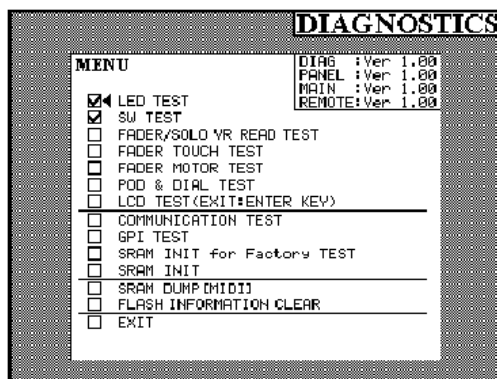 DIAGNOSTICS
MENU
DIAG :Ver 1.00
PANEL :Ver 1.00
MAIN :Ver 1.00
REMOTE:Ver 1.00
LED TEST
SW TEST
FADER/SOLO VR READ TEST
FADER TOUCH TEST
FADER MOTOR TEST
POD & DIAL TEST
LCD TEST(EXIT:ENTER KEY)
COMMUNICATION TEST
GPI TEST
SRAM INIT for Factory TEST
SRAM INIT
SRAM DUMP[MIDI]
FLASH INFORMATION CLEAR
EXIT